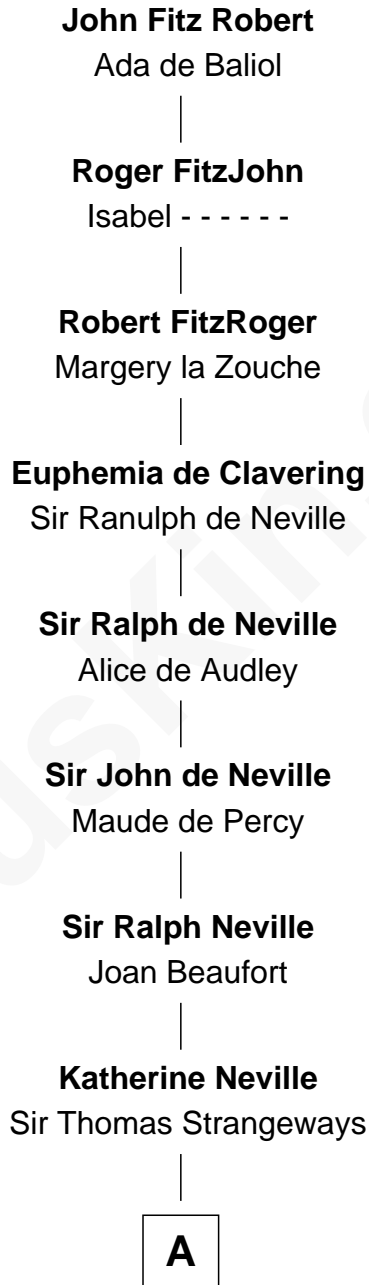 John Fitz Robert
Ada de Baliol
Roger FitzJohn
Isabel - - - - - -
Robert FitzRoger
Margery la Zouche
Euphemia de Clavering
Sir Ranulph de Neville
Sir Ralph de Neville
Alice de Audley
Sir John de Neville
Maude de Percy
Sir Ralph Neville
Joan Beaufort
Katherine Neville
Sir Thomas Strangeways
A